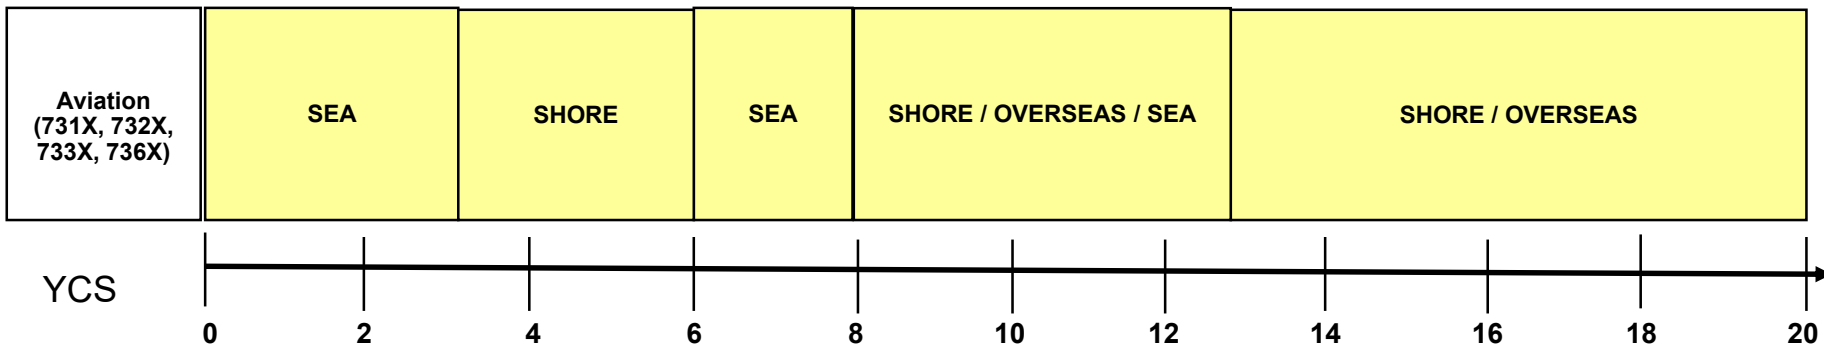 Aviation
(731X, 732X,
733X, 736X)
SEA
SHORE
SEA
SHORE / OVERSEAS / SEA
SHORE / OVERSEAS
YCS
0 2 4 6 8 10 12 14 16 18 20